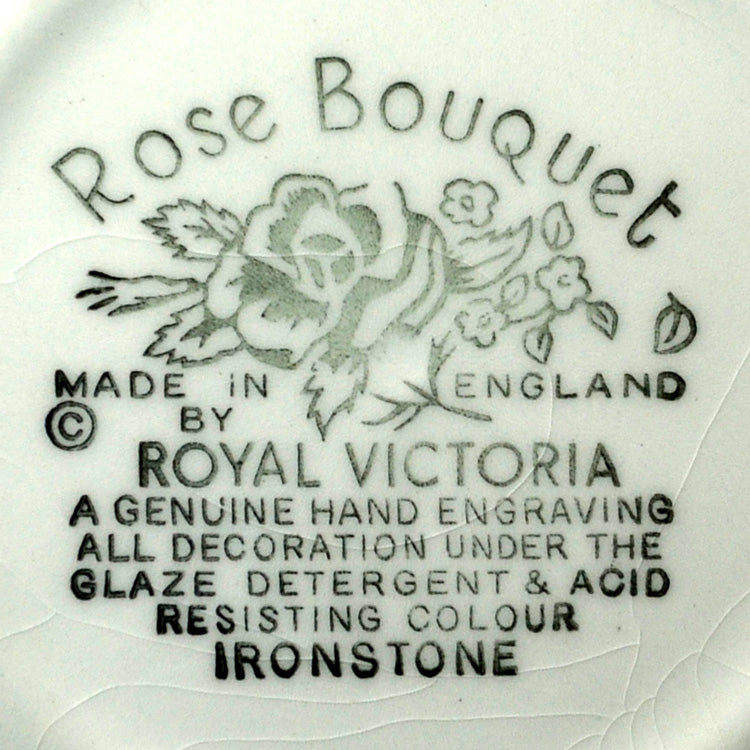 Rose Bouquet
MADE IN ENGLAND
© BY
ROYAL VICTORIA
A GENUINE HAND ENGRAVING
ALL DECORATION UNDER THE
GLAZE DETERGENT & ACID
RESISTING COLOUR
IRONSTONE